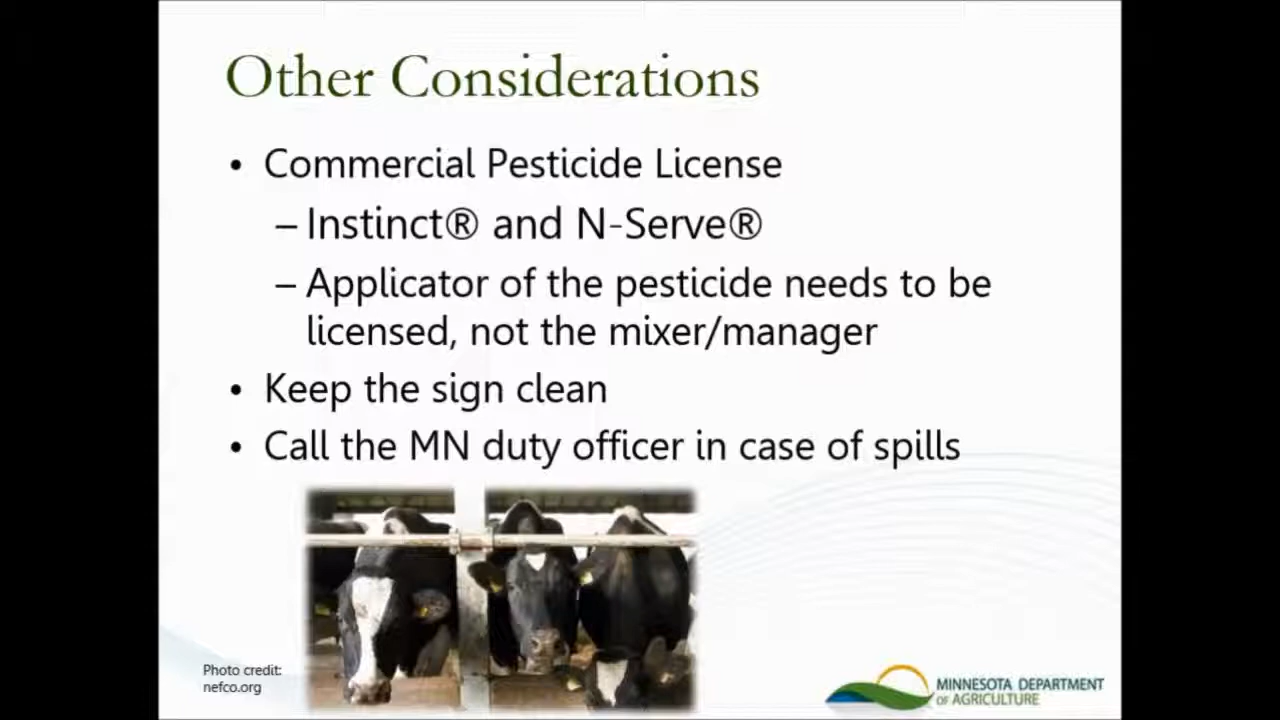 Other Considerations
• Commercial Pesticide License
– Instinct® and N-Serve®
– Applicator of the pesticide needs to be
licensed, not the mixer/manager
• Keep the sign clean
• Call the MN duty officer in case of spills
Photo credit:
nefco.org
MINNESOTA DEPARTMENT
OF AGRICULTURE